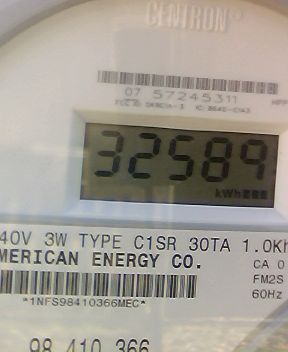 CENTRON®
07 57245311
32589
kWh
40V 3W TYPE C1SR 30TA 1.0Kh
MERICAN ENERGY CO.
CA 0
FM2S
60Hz
*1NFS98410366MEC*
98 410 366